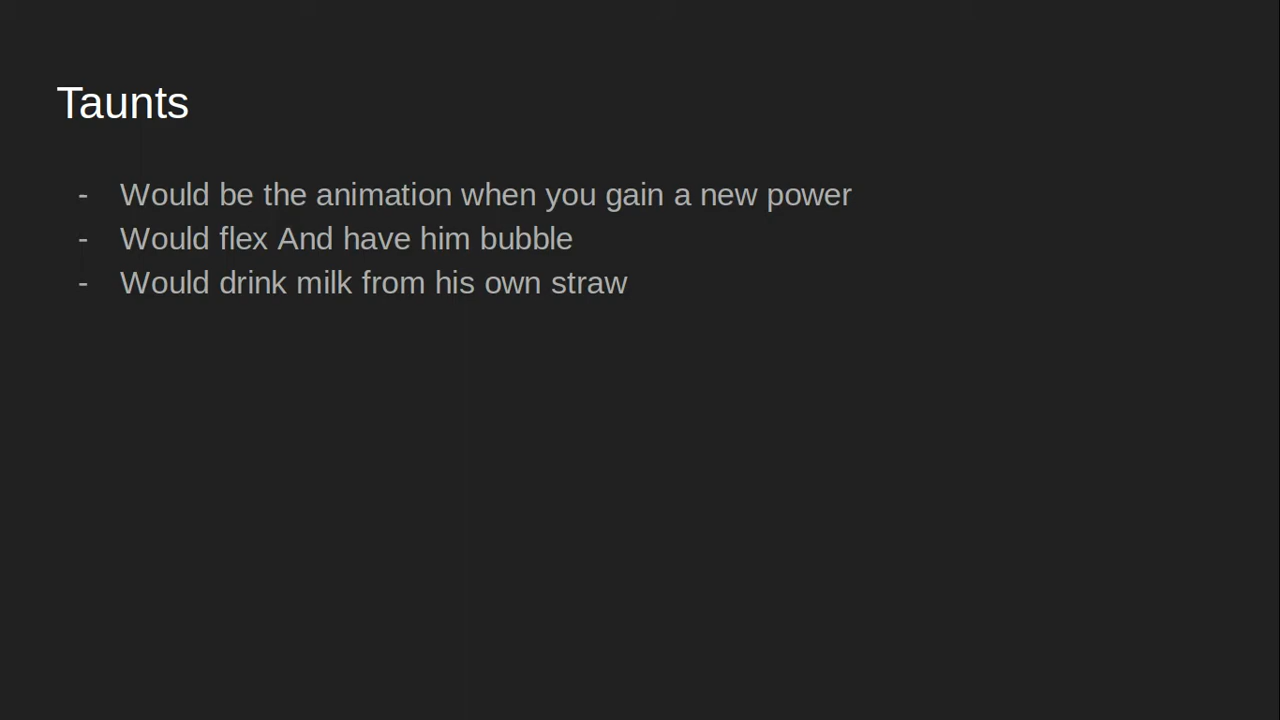 Taunts
- Would be the animation when you gain a new power
- Would flex And have him bubble
- Would drink milk from his own straw